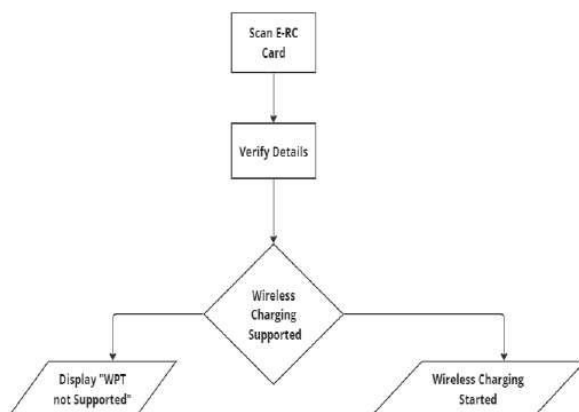 Scan E-RC
Card
Verify Details
Wireless
Charging
Supported
Display "WPT
not Supported"
Wireless Charging
Started